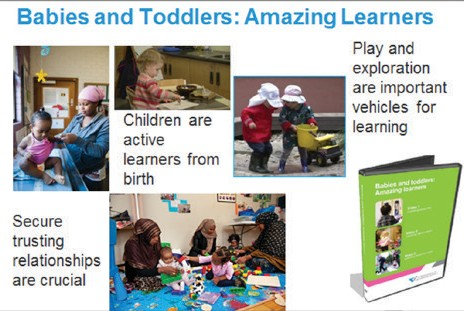 Babies and Toddlers: Amazing Learners
Play and
exploration
are important
vehicles for
learning
Children are
active
learners from
birth
Secure
trusting
relationships
are crucial
Babies and toddlers:
Amazing learners